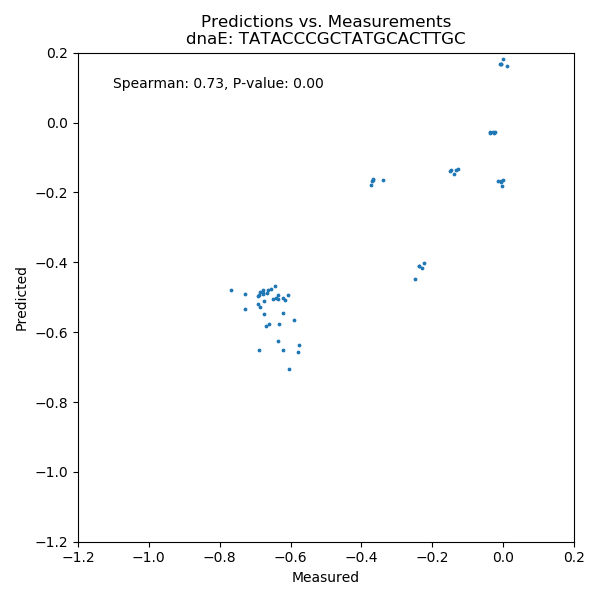 Predictions vs. Measurements
dnaE: TATACCCGCTATGCACTTGC
Spearman: 0.73, P-value: 0.00
Predicted
0.2
0.0
−0.2
−0.4
−0.6
−0.8
−1.0
−1.2
−1.2 −1.0 −0.8 −0.6 −0.4 −0.2 0.0 0.2
Measured